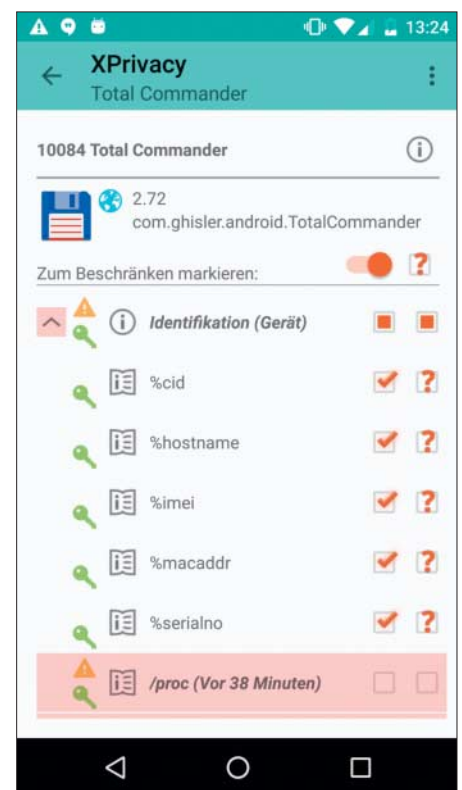 13:24
XPrivacy
Total Commander
10084 Total Commander
2.72
com.ghisler.android.TotalCommander
Zum Beschränken markieren:
Identifikation (Gerät)
%cid
%hostname
%imei
%macaddr
%serialno
/proc (Vor 38 Minuten)